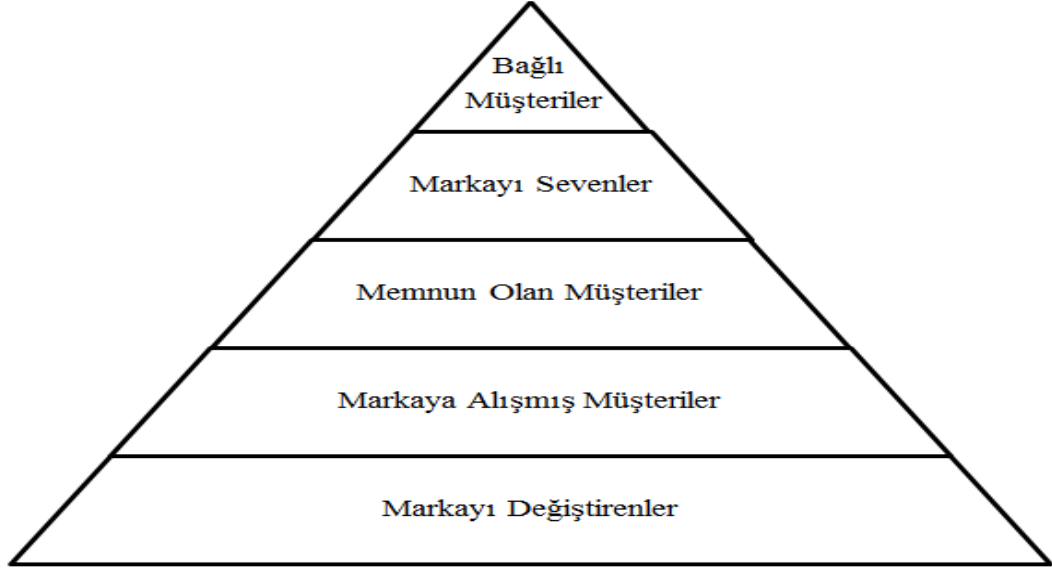 Bağlı
Müşteriler
Markayı Sevenler
Memnun Olan Müşteriler
Markaya Alışmış Müşteriler
Markayı Değiştirenler